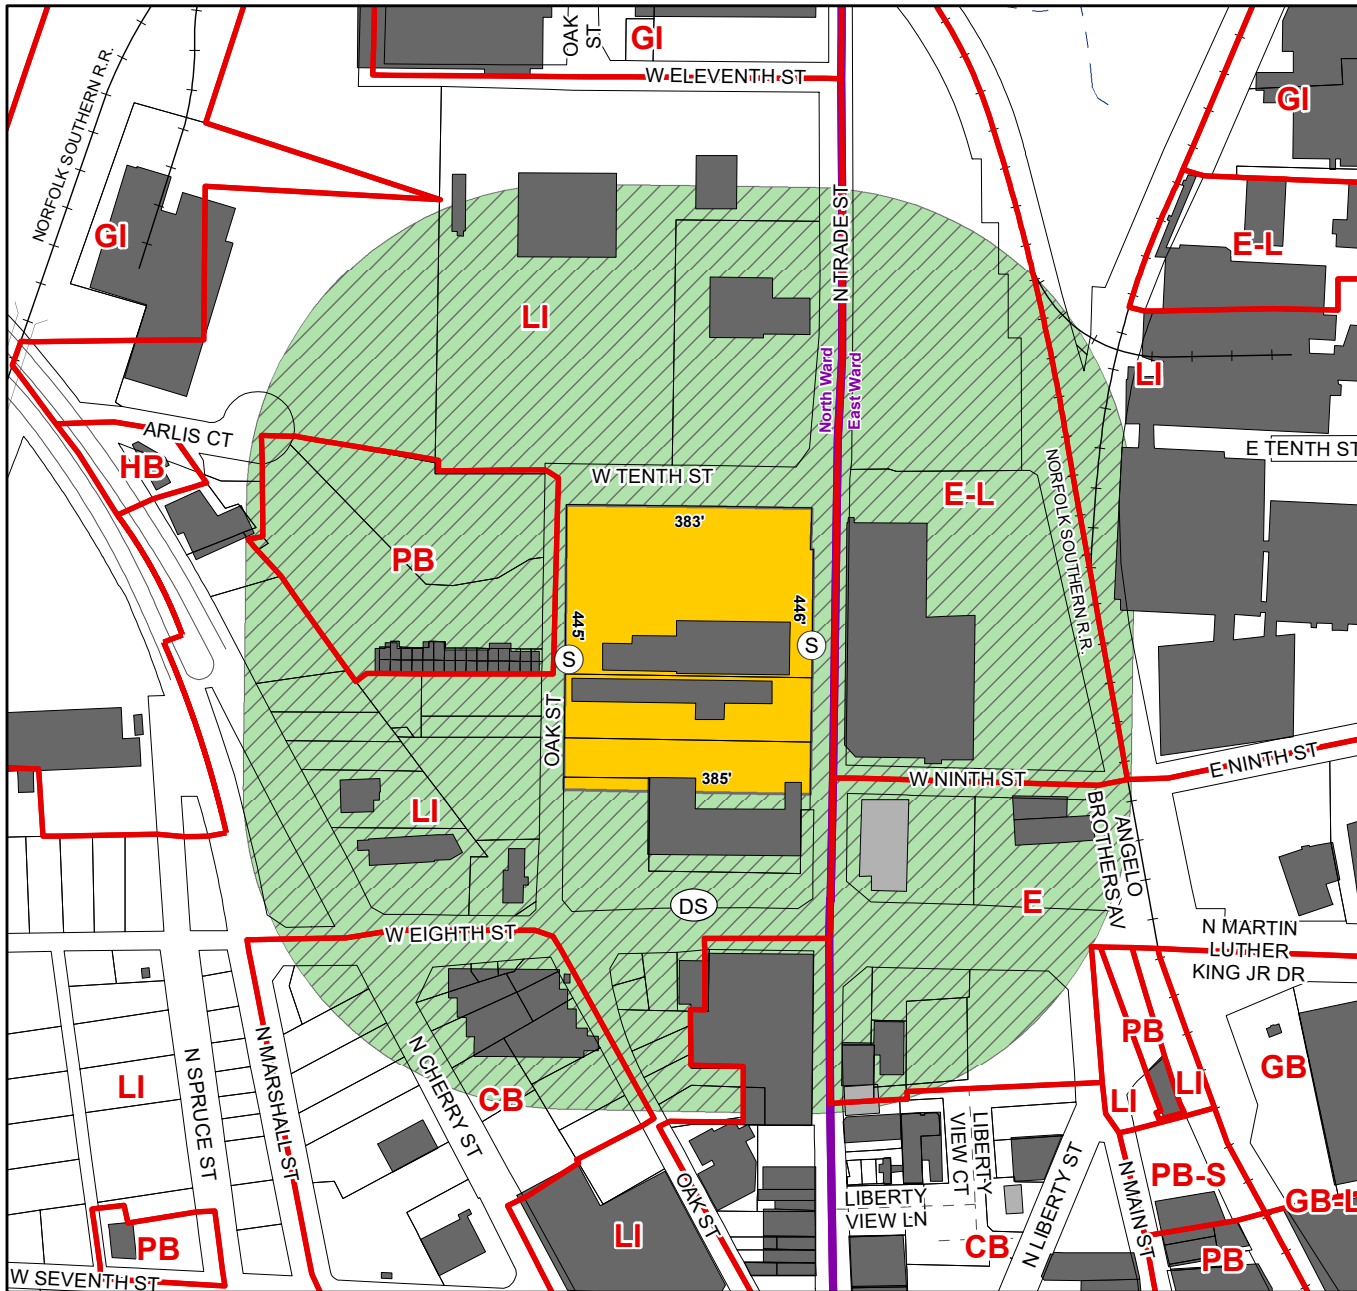 OAK
ST
GI
W ELEVENTH ST
NORFOLK SOUTHERN R.R.
GI
GI
N TRADE ST
E-L
LI
North Ward
East Ward
LI
ARLIS CT
HB
W TENTH ST
E TENTH ST
E-L
NORFOLK SOUTHERN R.R.
383'
PB
445'
446'
S
S
OAK ST
385'
W NINTH ST
E NINTH ST
LI
ANGELO
BROTHERS AV
DS
E
W EIGHTH ST
N MARTIN
LUTHER
KING JR DR
N SPRUCE ST
N MARSHALL ST
N CHERRY ST
LI
CB
PB
LI
LI
GB
LIBERTY
VIEW CT
LIBERTY
VIEW LN
N LIBERTY ST
N MAIN ST
PB-S
GB-L
OAK ST
LI
CB
PB
PB
W SEVENTH ST